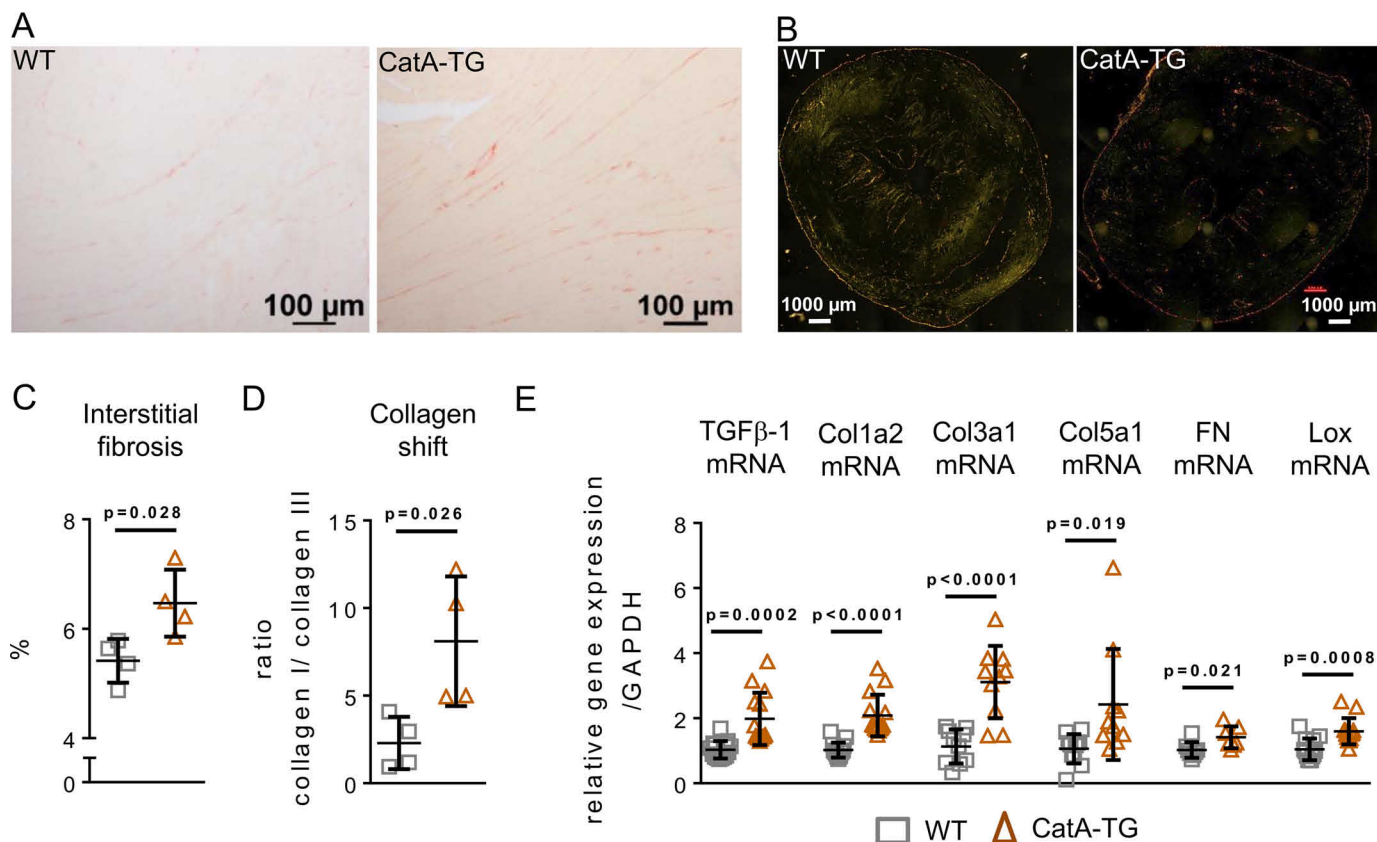 A
WT
CatA-TG
100 µm
100 µm
B
WT
CatA-TG
1000 µm
1000 µm
C
Interstitial
fibrosis
p=0.028
8
6
4
0
%
D
Collagen
shift
p=0.026
15
10
5
0
ratio
collagen I/ collagen III
E
TGFβ-1
mRNA
Col1a2
mRNA
Col3a1
mRNA
Col5a1
mRNA
FN
mRNA
Lox
mRNA
relative gene expression
/GAPDH
8
6
4
2
0
p=0.0002
p<0.0001
p<0.0001
p=0.019
p=0.021
p=0.0008
WT
CatA-TG